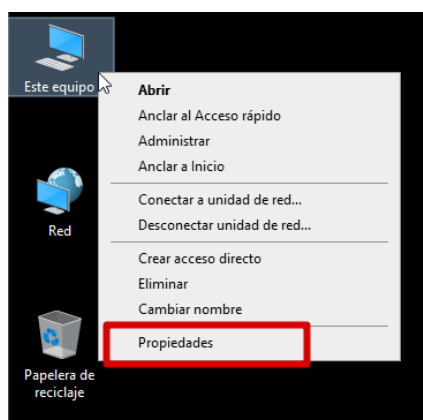 Este equipo
Abrir
Anclar al Acceso rápido
Administrar
Anclar a Inicio
Conectar a unidad de red...
Desconectar unidad de red...
Crear acceso directo
Eliminar
Cambiar nombre
Propiedades
Red
Papelera de
reciclaje